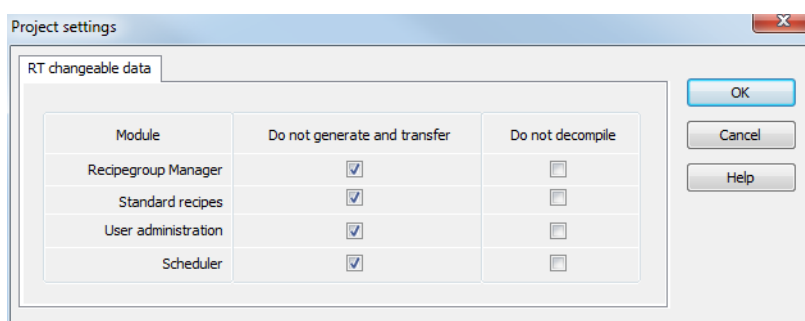 Project settings
RT changeable data
OK
Module Do not generate and transfer Do not decompile
Cancel
Recipegroup Manager
Help
Standard recipes
User administration
Scheduler